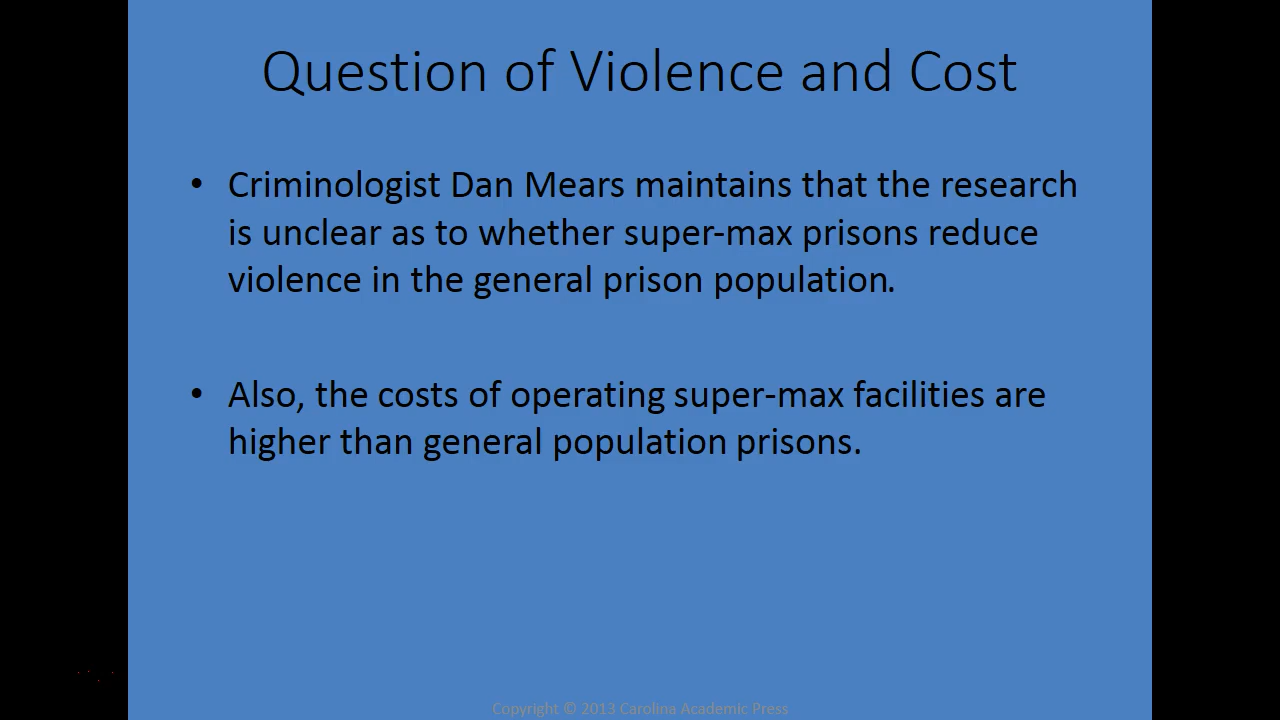 Question of Violence and Cost
• Criminologist Dan Mears maintains that the research
is unclear as to whether super-max prisons reduce
violence in the general prison population.
• Also, the costs of operating super-max facilities are
higher than general population prisons.
Copyright © 2013 Carolina Academic Press